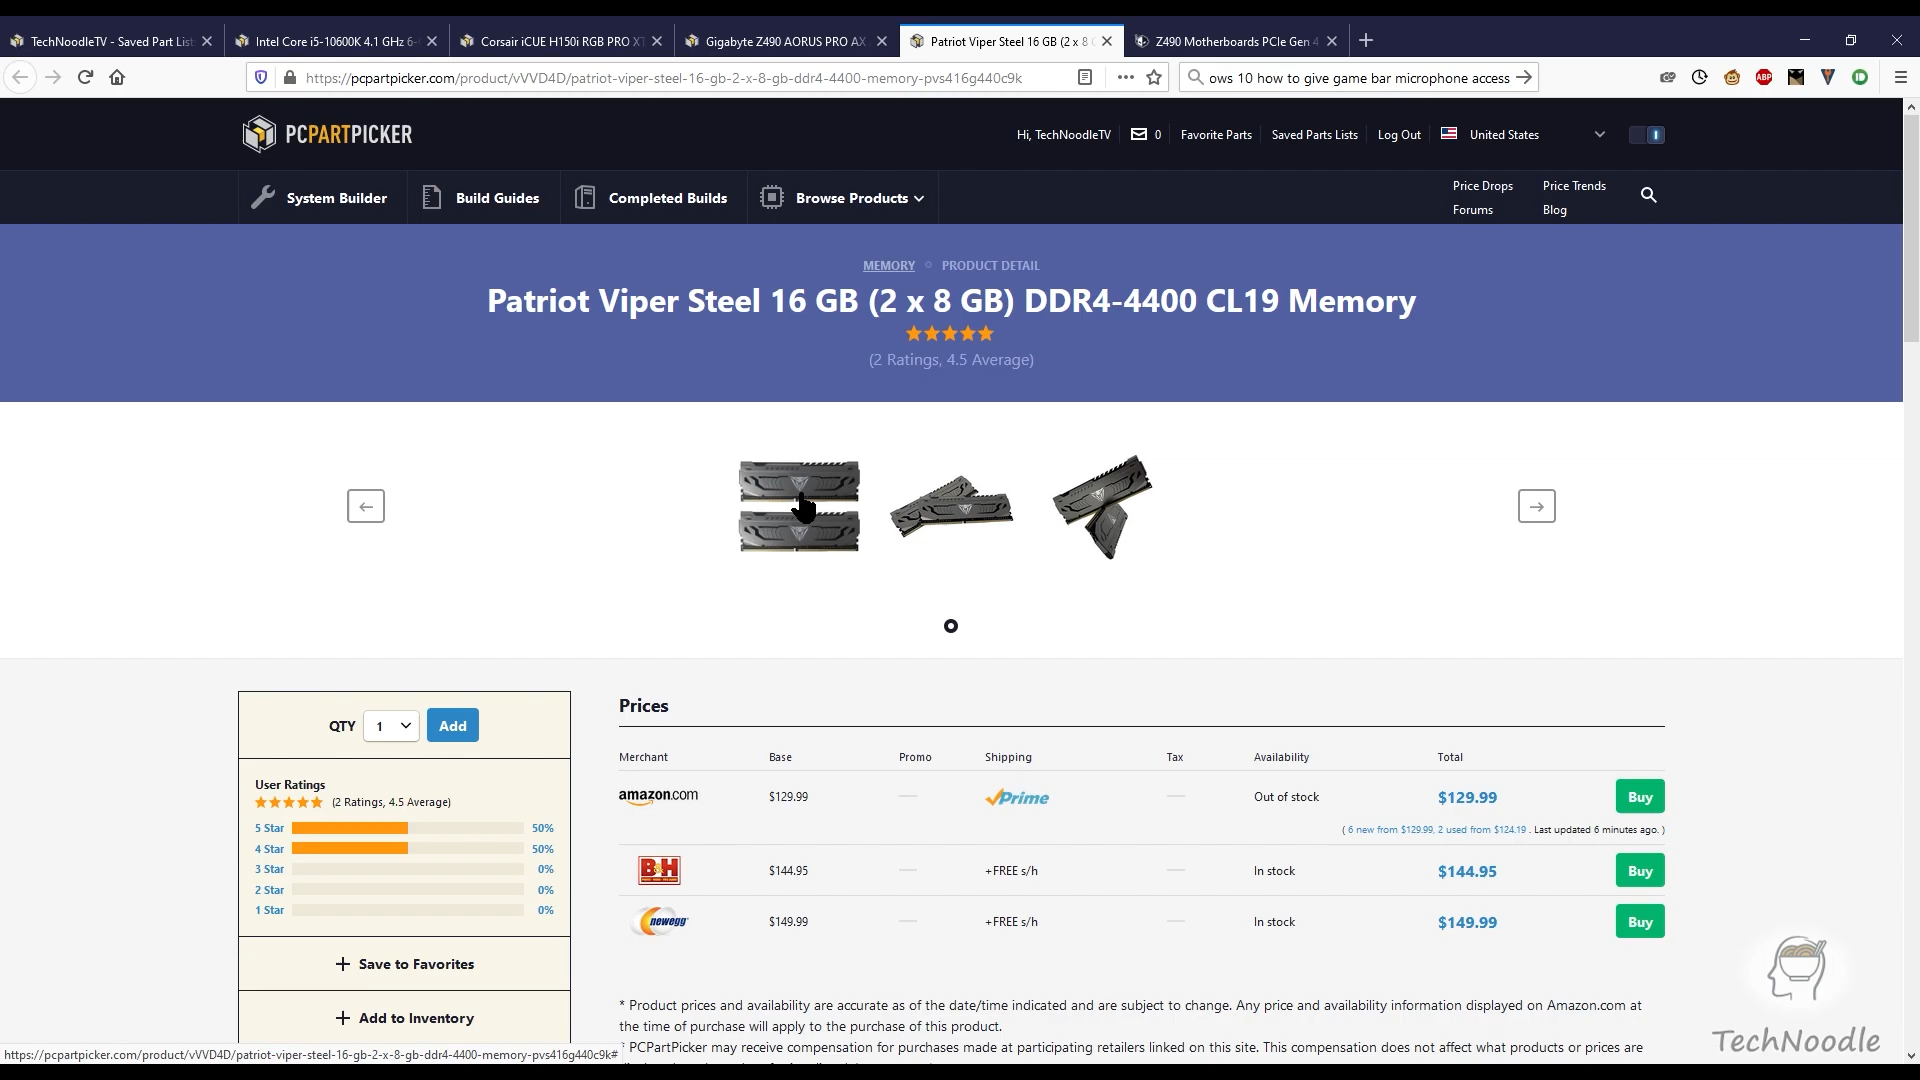 TechNoodleTV - Saved Part List
Intel Core i5-10600K 4.1 GHz 6-
Corsair iCUE H150i RGB PRO XT
Gigabyte Z490 AORUS PRO AX
Patriot Viper Steel 16 GB (2 x 8 G
Z490 Motherboards PCIe Gen 4
https://pcpartpicker.com/product/vVVD4D/patriot-viper-steel-16-gb-2-x-8-gb-ddr4-4400-memory-pvs416g440c9k
ows 10 how to give game bar microphone access
ABP
PCPARTPICKER
Hi, TechNoodleTV
0
Favorite Parts
Saved Parts Lists
Log Out
United States
System Builder
Build Guides
Completed Builds
Browse Products
Price Drops
Price Trends
Forums
Blog
MEMORY
PRODUCT DETAIL
Patriot Viper Steel 16 GB (2 x 8 GB) DDR4-4400 CL19 Memory
(2 Ratings, 4.5 Average)
QTY 1 Add
User Ratings
(2 Ratings, 4.5 Average)
5 Star 50%
4 Star 50%
3 Star 0%
2 Star 0%
1 Star 0%
+ Save to Favorites
+ Add to Inventory
Prices
Merchant Base Promo Shipping Tax Availability Total
amazon.com $129.99 — Prime — Out of stock $129.99 Buy
( 6 new from $129.99, 2 used from $124.19 . Last updated 6 minutes ago. )
B&H $144.95 — +FREE s/h — In stock $144.95 Buy
newegg $149.99 — +FREE s/h — In stock $149.99 Buy
* Product prices and availability are accurate as of the date/time indicated and are subject to change. Any price and availability information displayed on Amazon.com at
the time of purchase will apply to the purchase of this product.
* PCPartPicker may receive compensation for purchases made at participating retailers linked on this site. This compensation does not affect what products or prices are
https://pcpartpicker.com/product/vVVD4D/patriot-viper-steel-16-gb-2-x-8-gb-ddr4-4400-memory-pvs416g440c9k#
TechNoodle